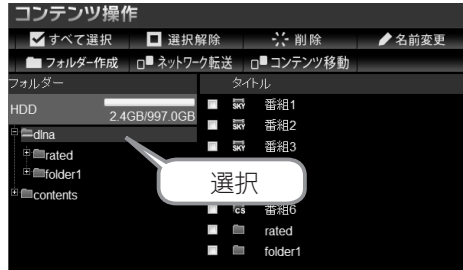 コンテンツ操作
すべて選択 選択解除 削除 名前変更
フォルダー作成 ネットワーク転送 コンテンツ移動
フォルダー タイトル
HDD 2.4GB/997.0GB
dlna
rated
folder1
contents
SKY 番組1
SKY 番組2
SKY 番組3
選択
cs 番組6
rated
folder1